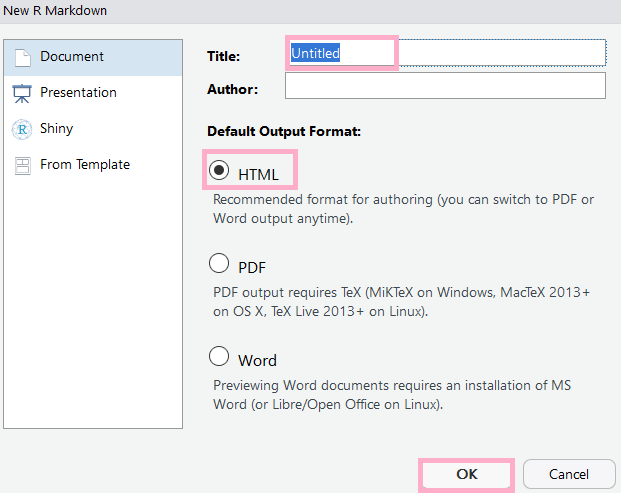 New R Markdown
Document
Presentation
Shiny
From Template
Title: Untitled
Author:
Default Output Format:
HTML
Recommended format for authoring (you can switch to PDF or
Word output anytime).
PDF
PDF output requires TeX (MiKTeX on Windows, MacTeX 2013+
on OS X, TeX Live 2013+ on Linux).
Word
Previewing Word documents requires an installation of MS
Word (or Libre/Open Office on Linux).
OK Cancel